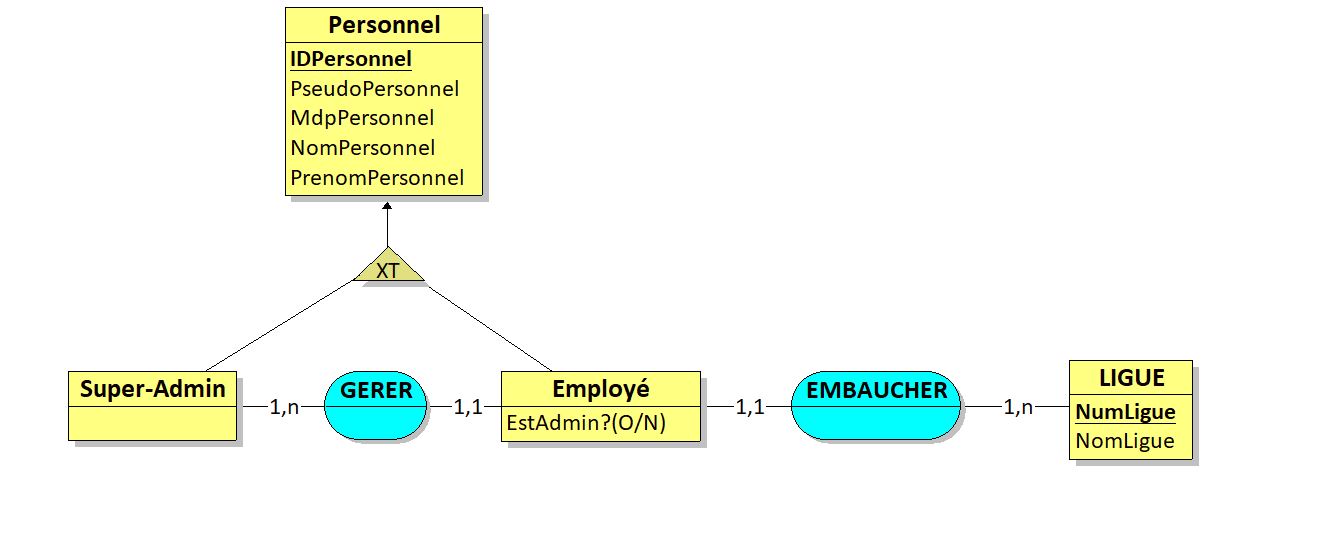 Personnel
IDPersonnel
PseudoPersonnel
MdpPersonnel
NomPersonnel
PrenomPersonnel
XT
Super-Admin
1,n
GERER
1,1
Employé
EstAdmin?(O/N)
1,1
EMBAUCHER
1,n
LIGUE
NumLigue
NomLigue